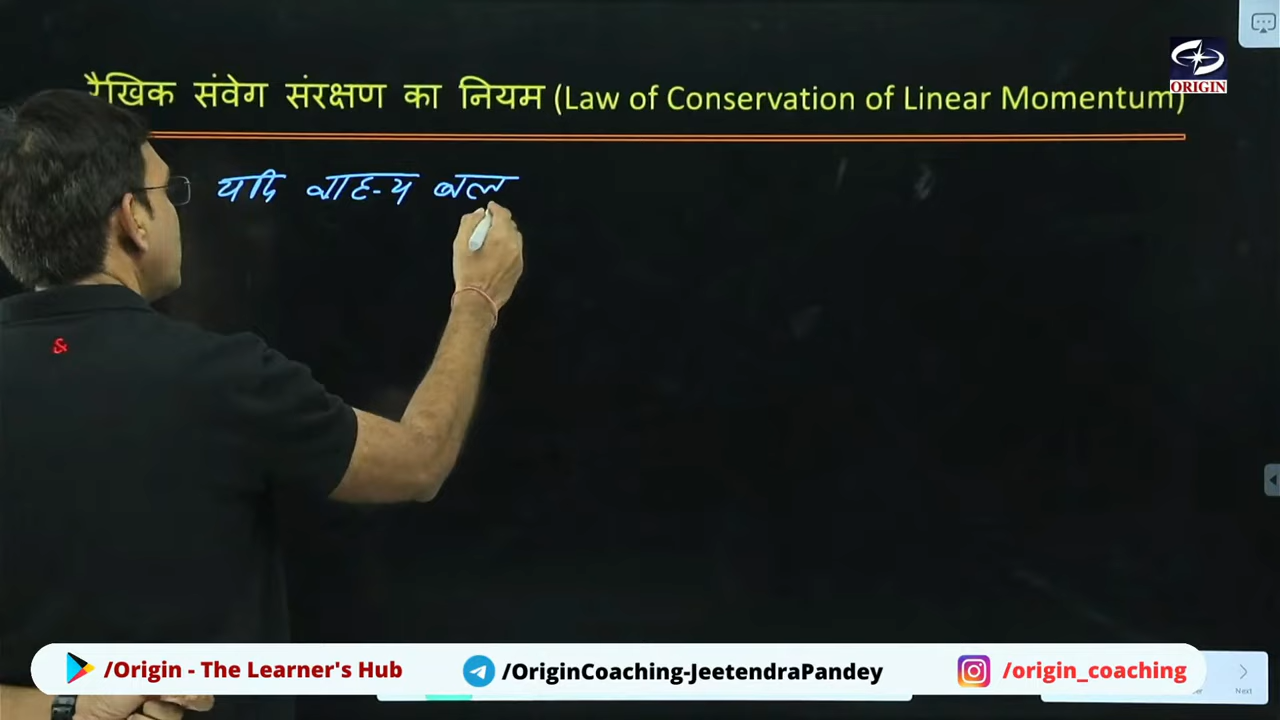 ORIGIN
रैखिक संवेग संरक्षण का नियम (Law of Conservation of Linear Momentum)
यदि बाह्य बल
&
/Origin - The Learner's Hub
/OriginCoaching-JeetendraPandey
/origin_coaching
Next